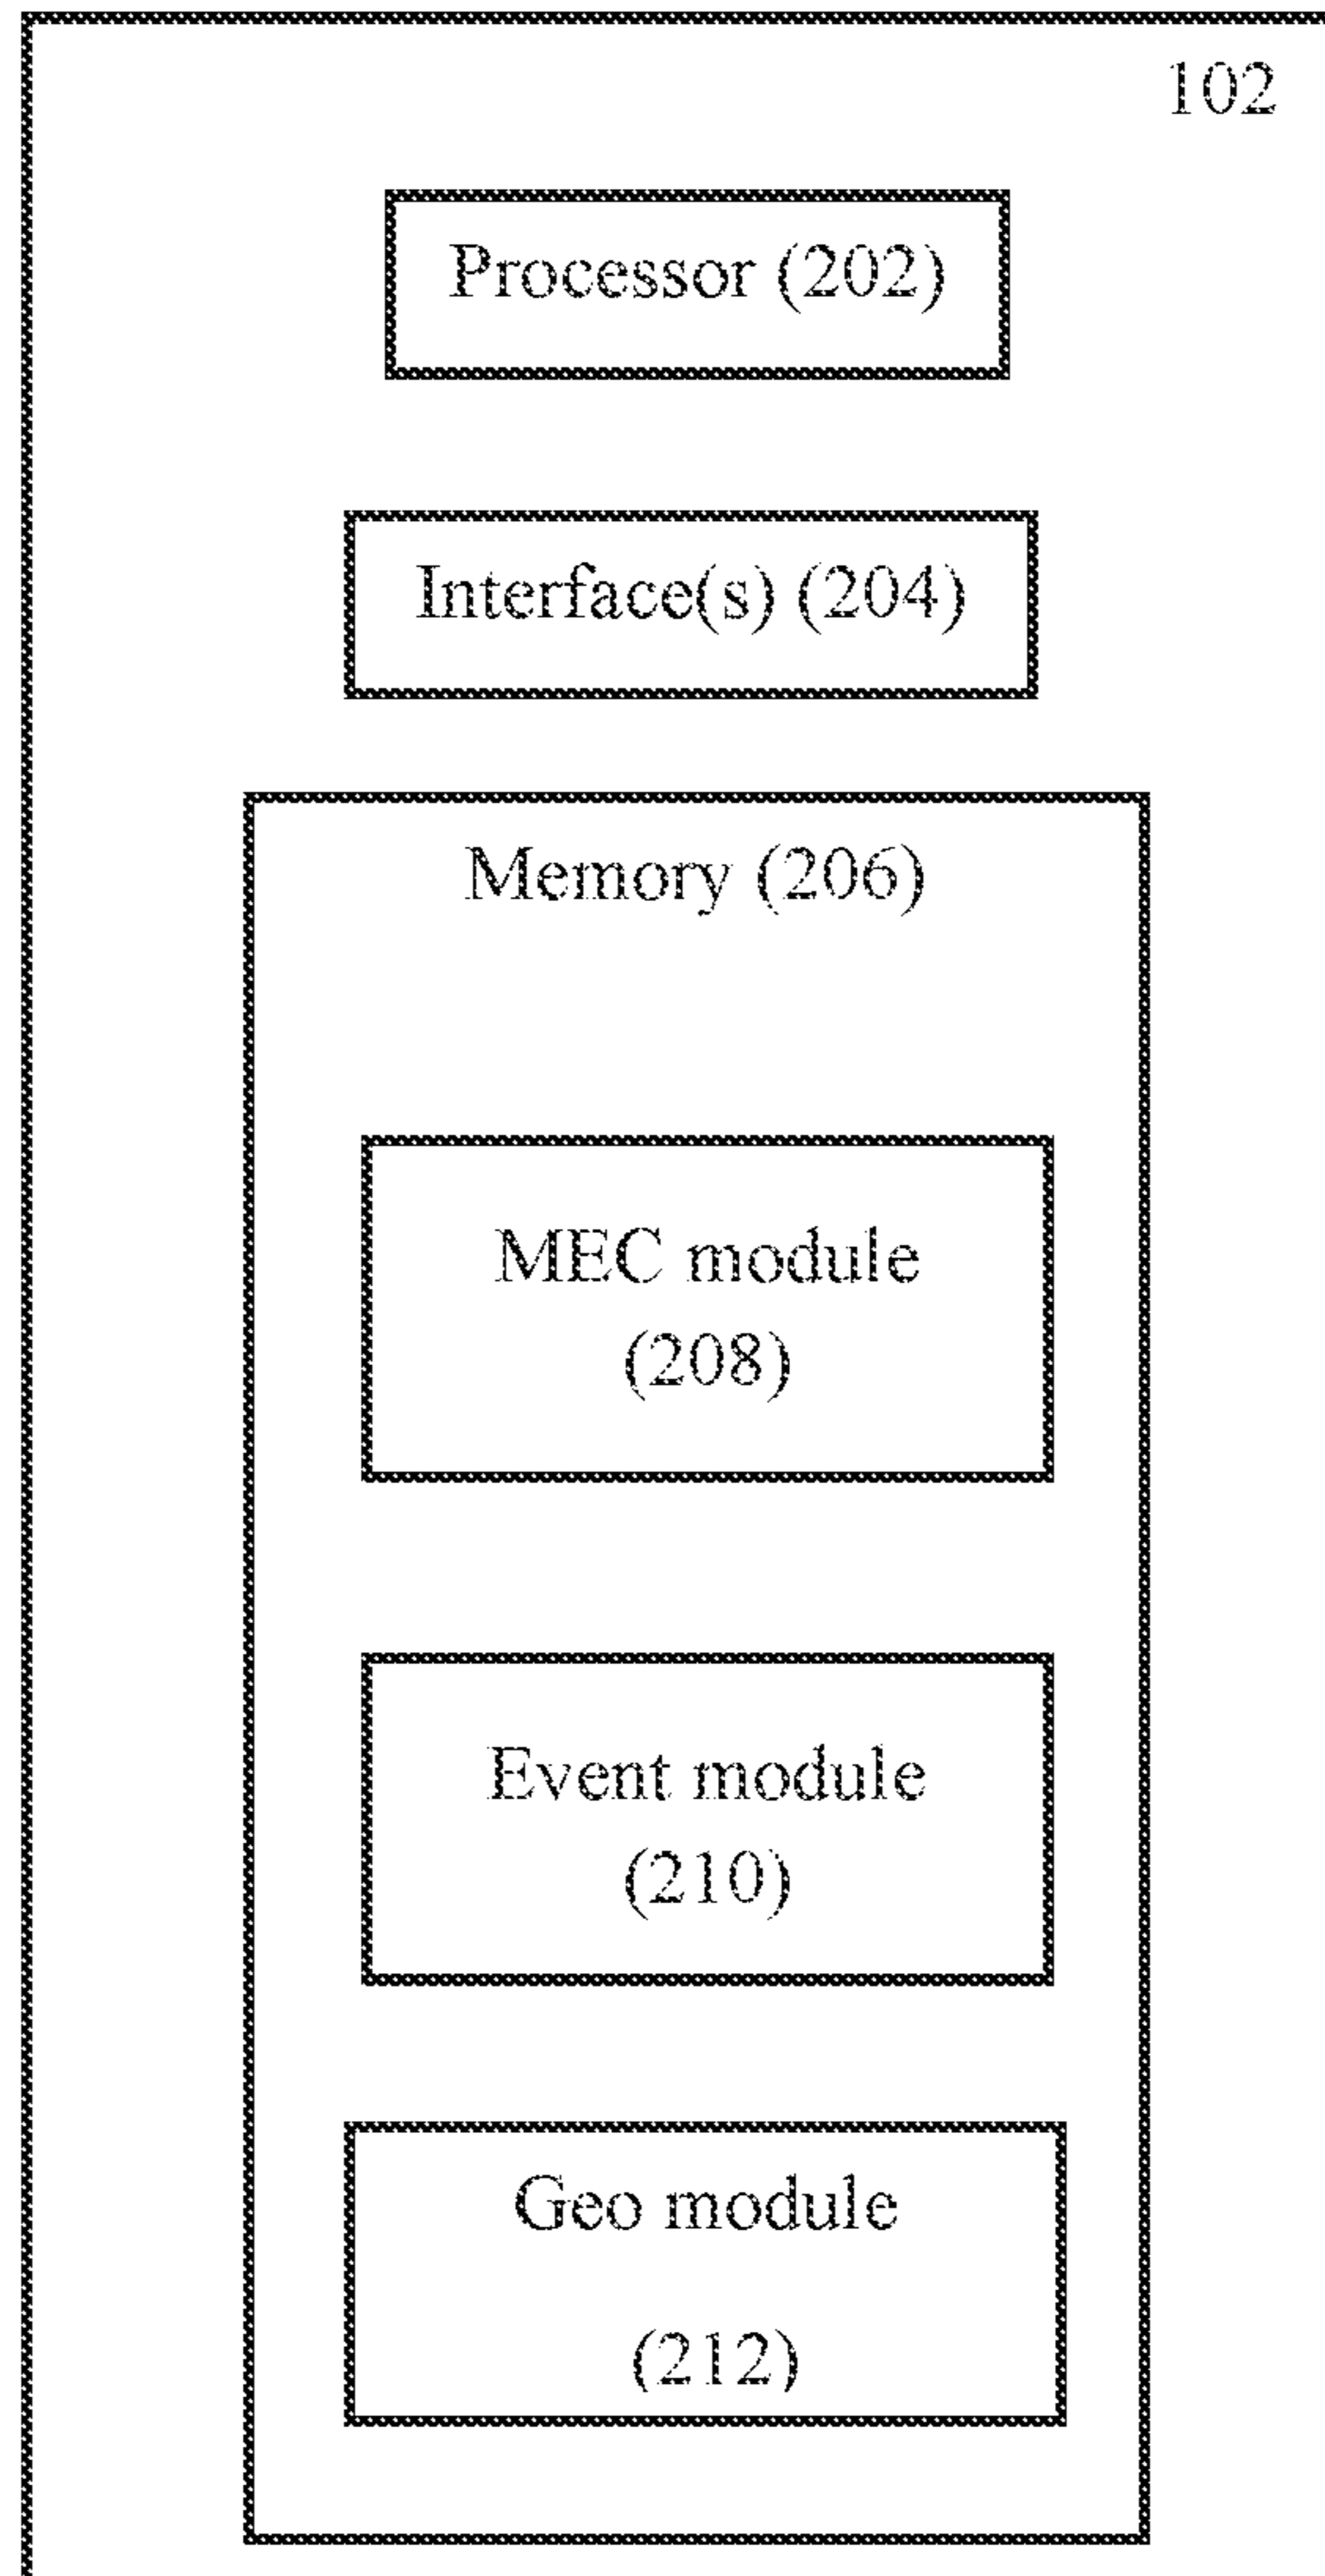 102
Processor (202)
Interface(s) (204)
Memory (206)
MEC module
(208)
Event module
(210)
Geo module
(212)